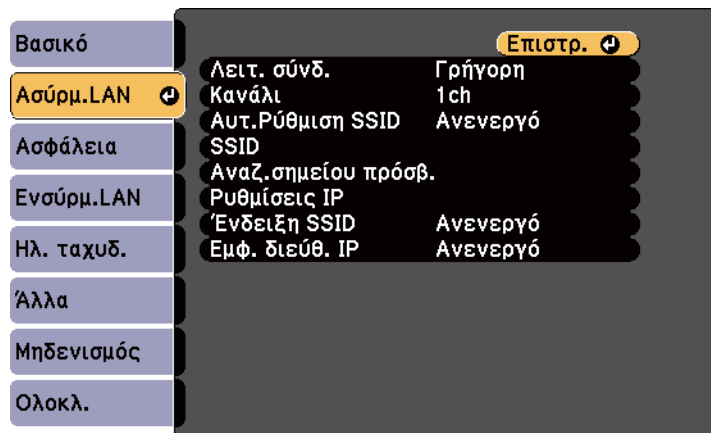 Βασικό
Ασύρμ.LAN
Ασφάλεια
Ενσύρμ.LAN
Ηλ. ταχυδ.
Άλλα
Μηδενισμός
Ολοκλ.
Επιστρ.
Λειτ. σύνδ. Γρήγορη
Κανάλι 1ch
Αυτ.Ρύθμιση SSID Ανενεργό
SSID
Αναζ.σημείου πρόσβ.
Ρυθμίσεις IP
Ένδειξη SSID Ανενεργό
Εμφ. διεύθ. IP Ανενεργό